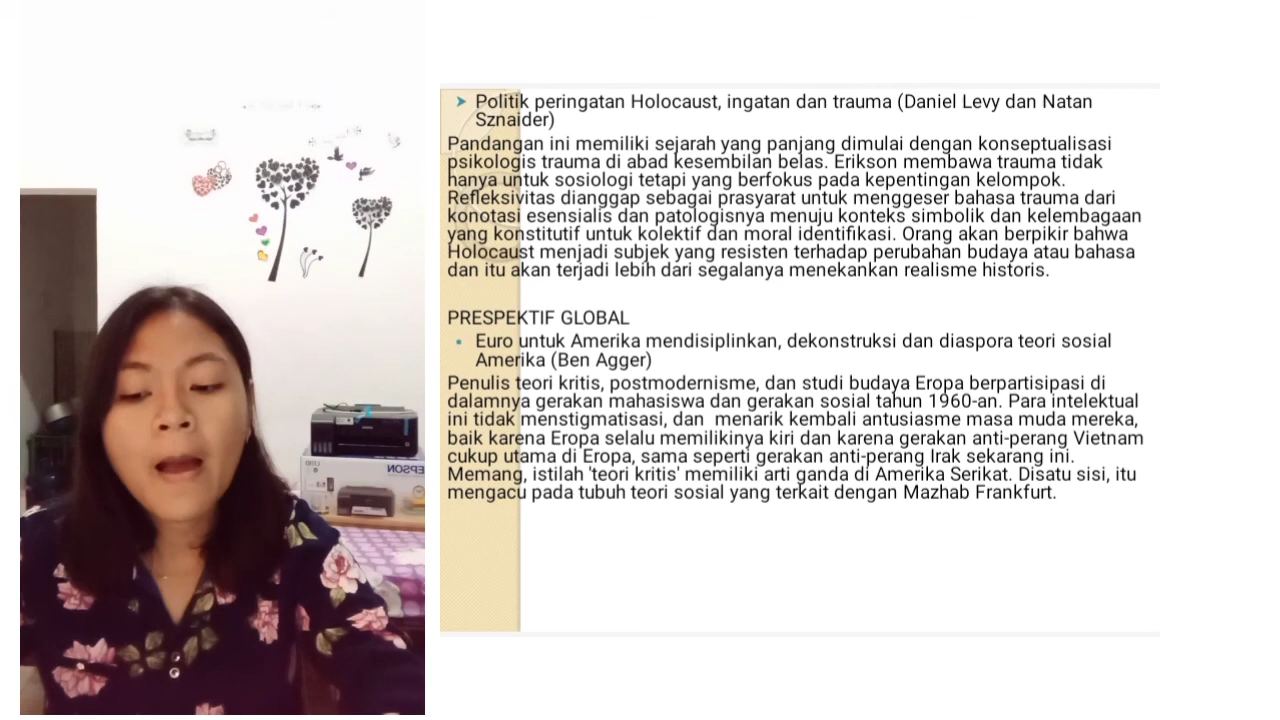 Politik peringatan Holocaust, ingatan dan trauma (Daniel Levy dan Natan
Sznaider)
Pandangan ini memiliki sejarah yang panjang dimulai dengan konseptualisasi
psikologis trauma di abad kesembilan belas. Erikson membawa trauma tidak
hanya untuk sosiologi tetapi yang berfokus pada kepentingan kelompok.
Refleksivitas dianggap sebagai prasyarat untuk menggeser bahasa trauma dari
konotasi esensialis dan patologisnya menuju konteks simbolik dan kelembagaan
yang konstitutif untuk kolektif dan moral identifikasi. Orang akan berpikir bahwa
Holocaust menjadi subjek yang resisten terhadap perubahan budaya atau bahasa
dan itu akan terjadi lebih dari segalanya menekankan realisme historis.
PRESPEKTIF GLOBAL
• Euro untuk Amerika mendisiplinkan, dekonstruksi dan diaspora teori sosial
Amerika (Ben Agger)
Penulis teori kritis, postmodernisme, dan studi budaya Eropa berpartisipasi di
dalamnya gerakan mahasiswa dan gerakan sosial tahun 1960-an. Para intelektual
ini tidak menstigmatisasi, dan menarik kembali antusiasme masa muda mereka,
baik karena Eropa selalu memilikinya kiri dan karena gerakan anti-perang Vietnam
cukup utama di Eropa, sama seperti gerakan anti-perang Irak sekarang ini.
Memang, istilah 'teori kritis' memiliki arti ganda di Amerika Serikat. Disatu sisi, itu
mengacu pada tubuh teori sosial yang terkait dengan Mazhab Frankfurt.
EPSON